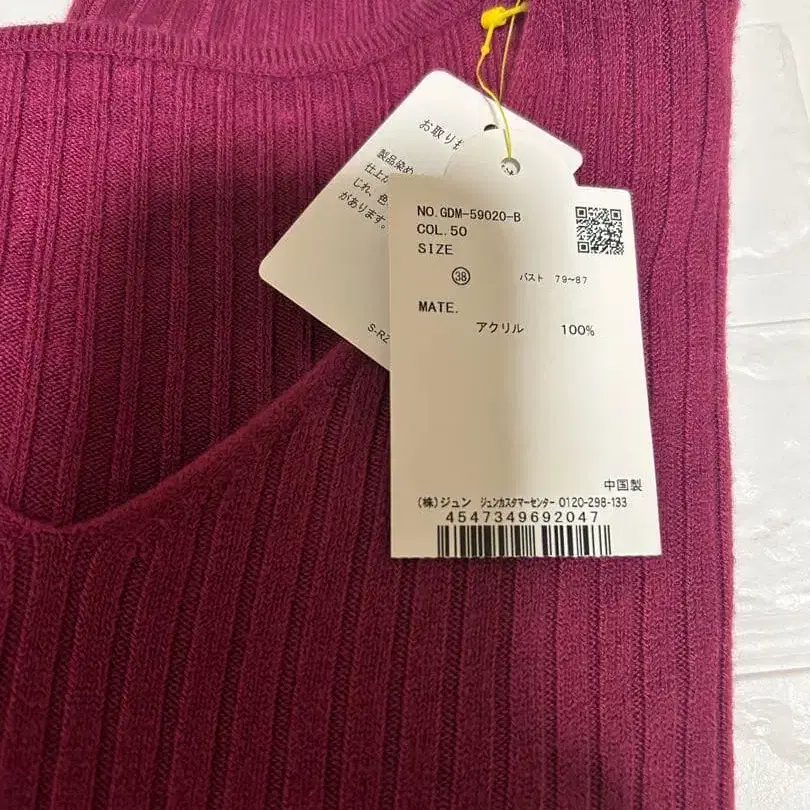 お取り
製品染め
仕上が
じれ、色
があります。
S-R2
NO.GDM-59020-B
COL.50
SIZE
㊳ バスト 79~87
MATE.
アクリル 100%
中国製
(株)ジュン ジュンカスタマーセンター 0120-298-133
4547349692047